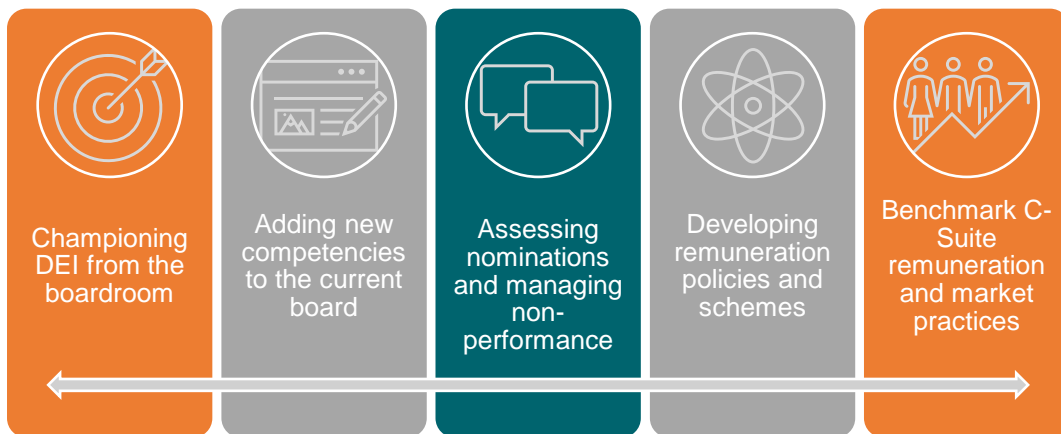 Championing
DEI from the
boardroom
Adding new
competencies
to the current
board
Assessing
nominations
and managing
non-
performance
Developing
remuneration
policies and
schemes
Benchmark C-
Suite
remuneration
and market
practices